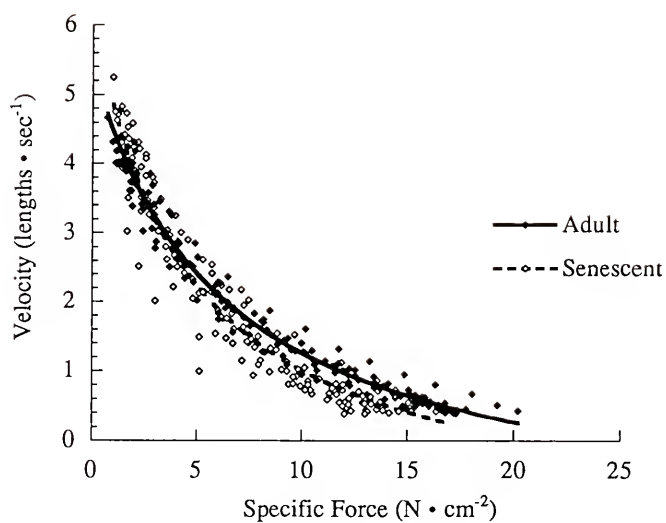 6
5
4
3
2
1
0
Velocity (lengths • sec⁻¹)
Adult
Senescent
0 5 10 15 20 25
Specific Force (N • cm⁻²)